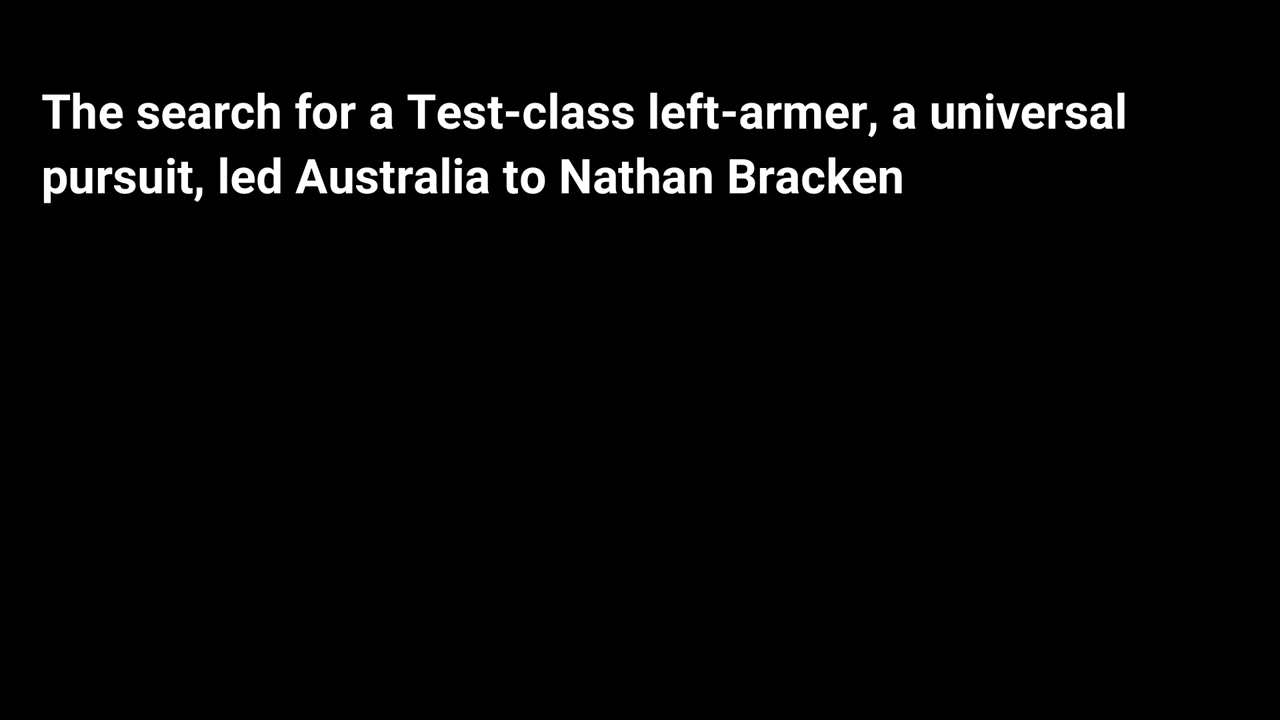 The search for a Test-class left-armer, a universal
pursuit, led Australia to Nathan Bracken